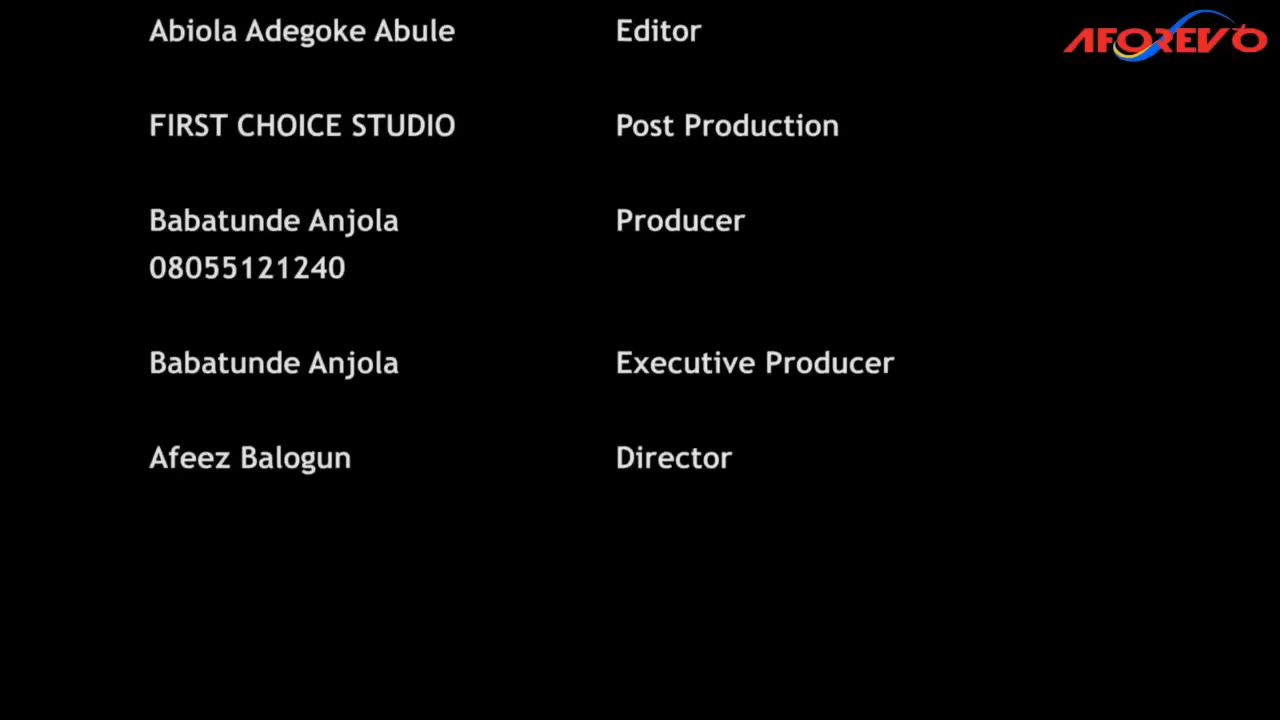 Abiola Adegoke Abule Editor
AFOREVO
FIRST CHOICE STUDIO Post Production
Babatunde Anjola Producer
08055121240
Babatunde Anjola Executive Producer
Afeez Balogun Director